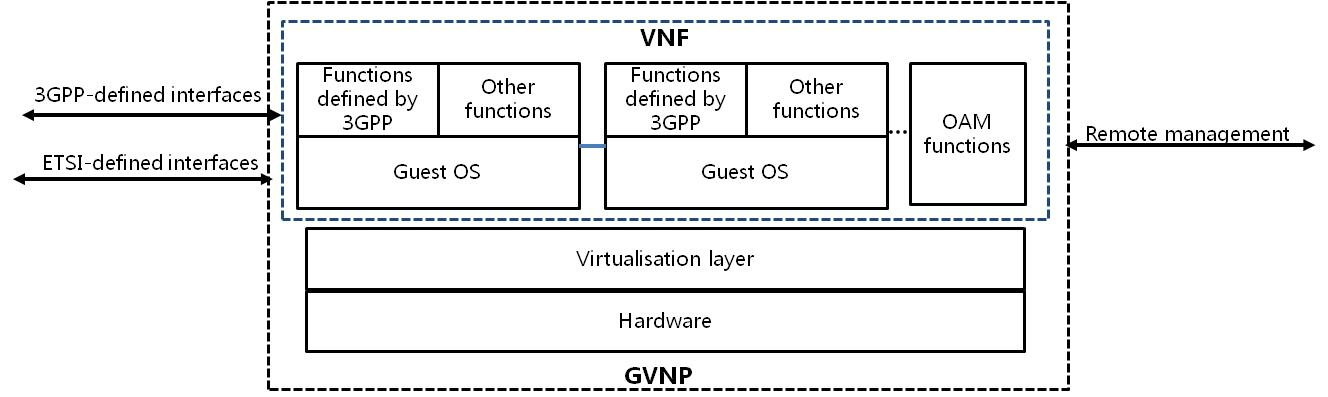 VNF
3GPP-defined interfaces
ETSI-defined interfaces
Functions
defined by
3GPP
Other
functions
Guest OS
Functions
defined by
3GPP
Other
functions
Guest OS
...
OAM
functions
Remote management
Virtualisation layer
Hardware
GVNP